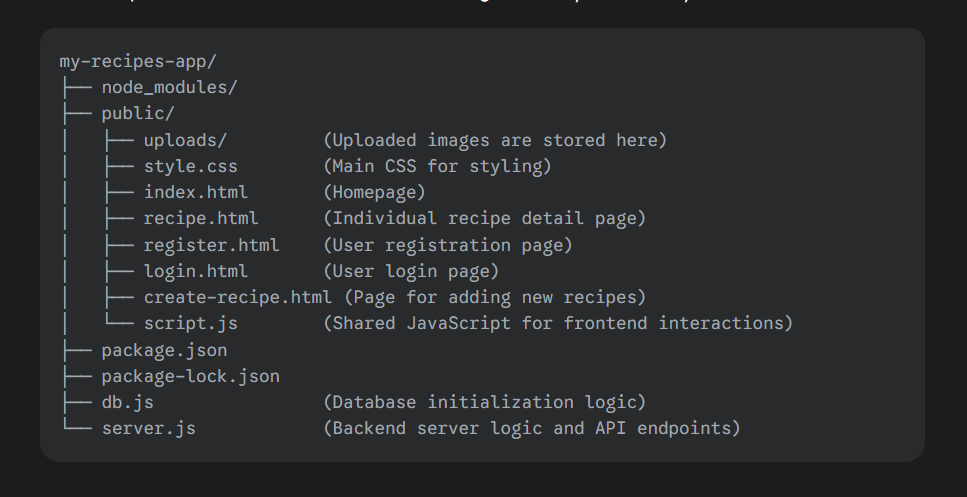 my-recipes-app/
├── node_modules/
├── public/
│   ├── uploads/         (Uploaded images are stored here)
│   ├── style.css        (Main CSS for styling)
│   ├── index.html       (Homepage)
│   ├── recipe.html      (Individual recipe detail page)
│   ├── register.html    (User registration page)
│   ├── login.html       (User login page)
│   ├── create-recipe.html (Page for adding new recipes)
│   └── script.js        (Shared JavaScript for frontend interactions)
├── package.json
├── package-lock.json
├── db.js                (Database initialization logic)
└── server.js            (Backend server logic and API endpoints)